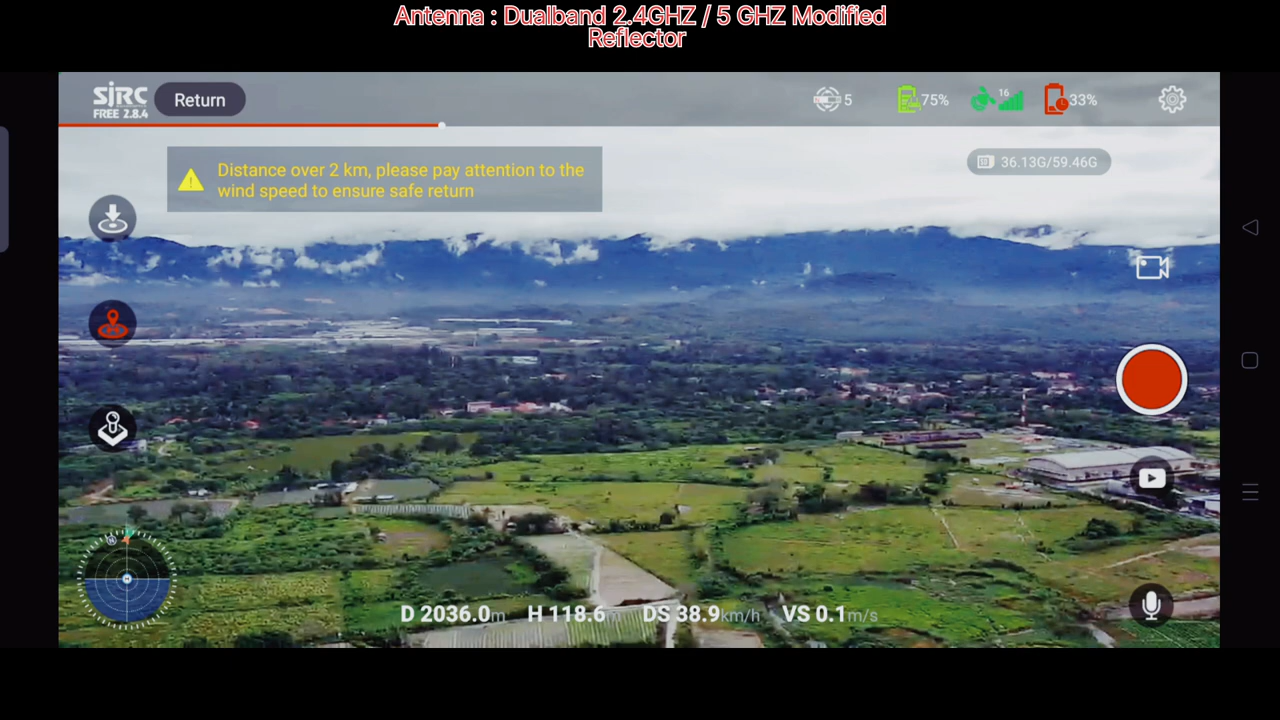 Antenna : Dualband 2.4GHZ / 5 GHZ Modified
Reflector
SJRC
FREE 2.8.4
Return
5
75%
16
33%
Distance over 2 km, please pay attention to the
wind speed to ensure safe return
36.13G/59.46G
D 2036.0m H 118.6 DS 38.9km/h VS 0.1m/s